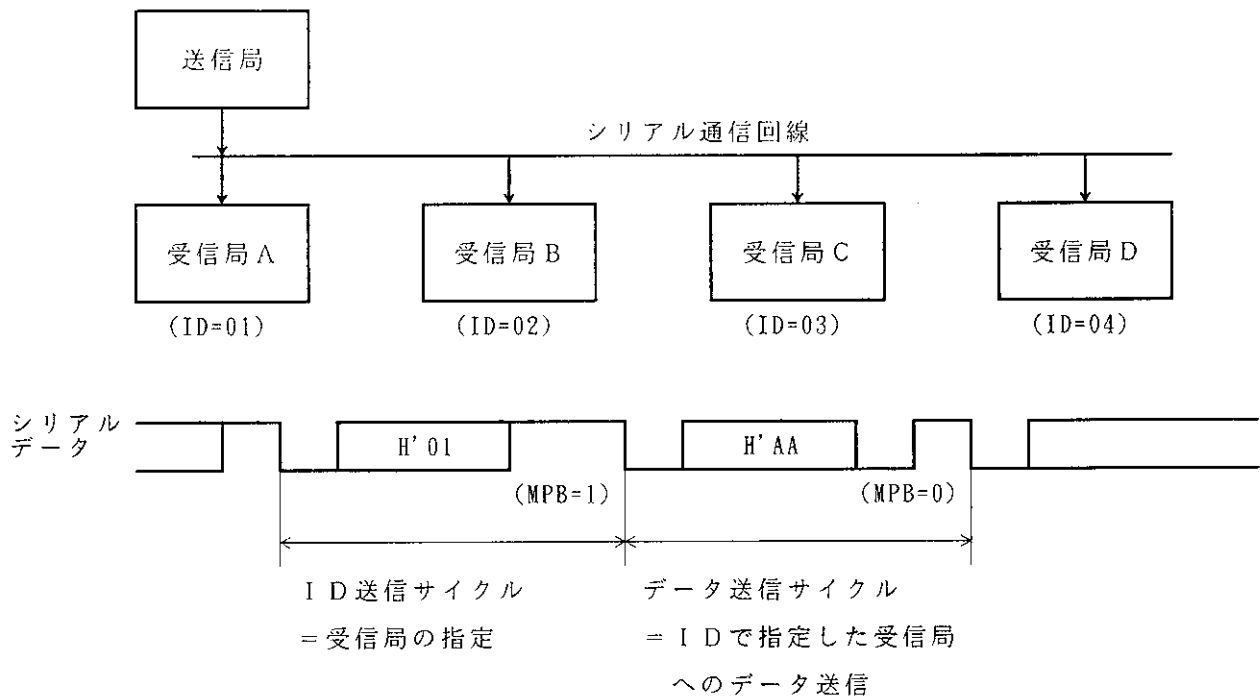 送信局
シリアル通信回線
受信局A
受信局B
受信局C
受信局D
(ID=01)
(ID=02)
(ID=03)
(ID=04)
シリアル
データ
H'01
H'AA
(MPB=1)
(MPB=0)
ID送信サイクル
=受信局の指定
データ送信サイクル
=IDで指定した受信局
へのデータ送信